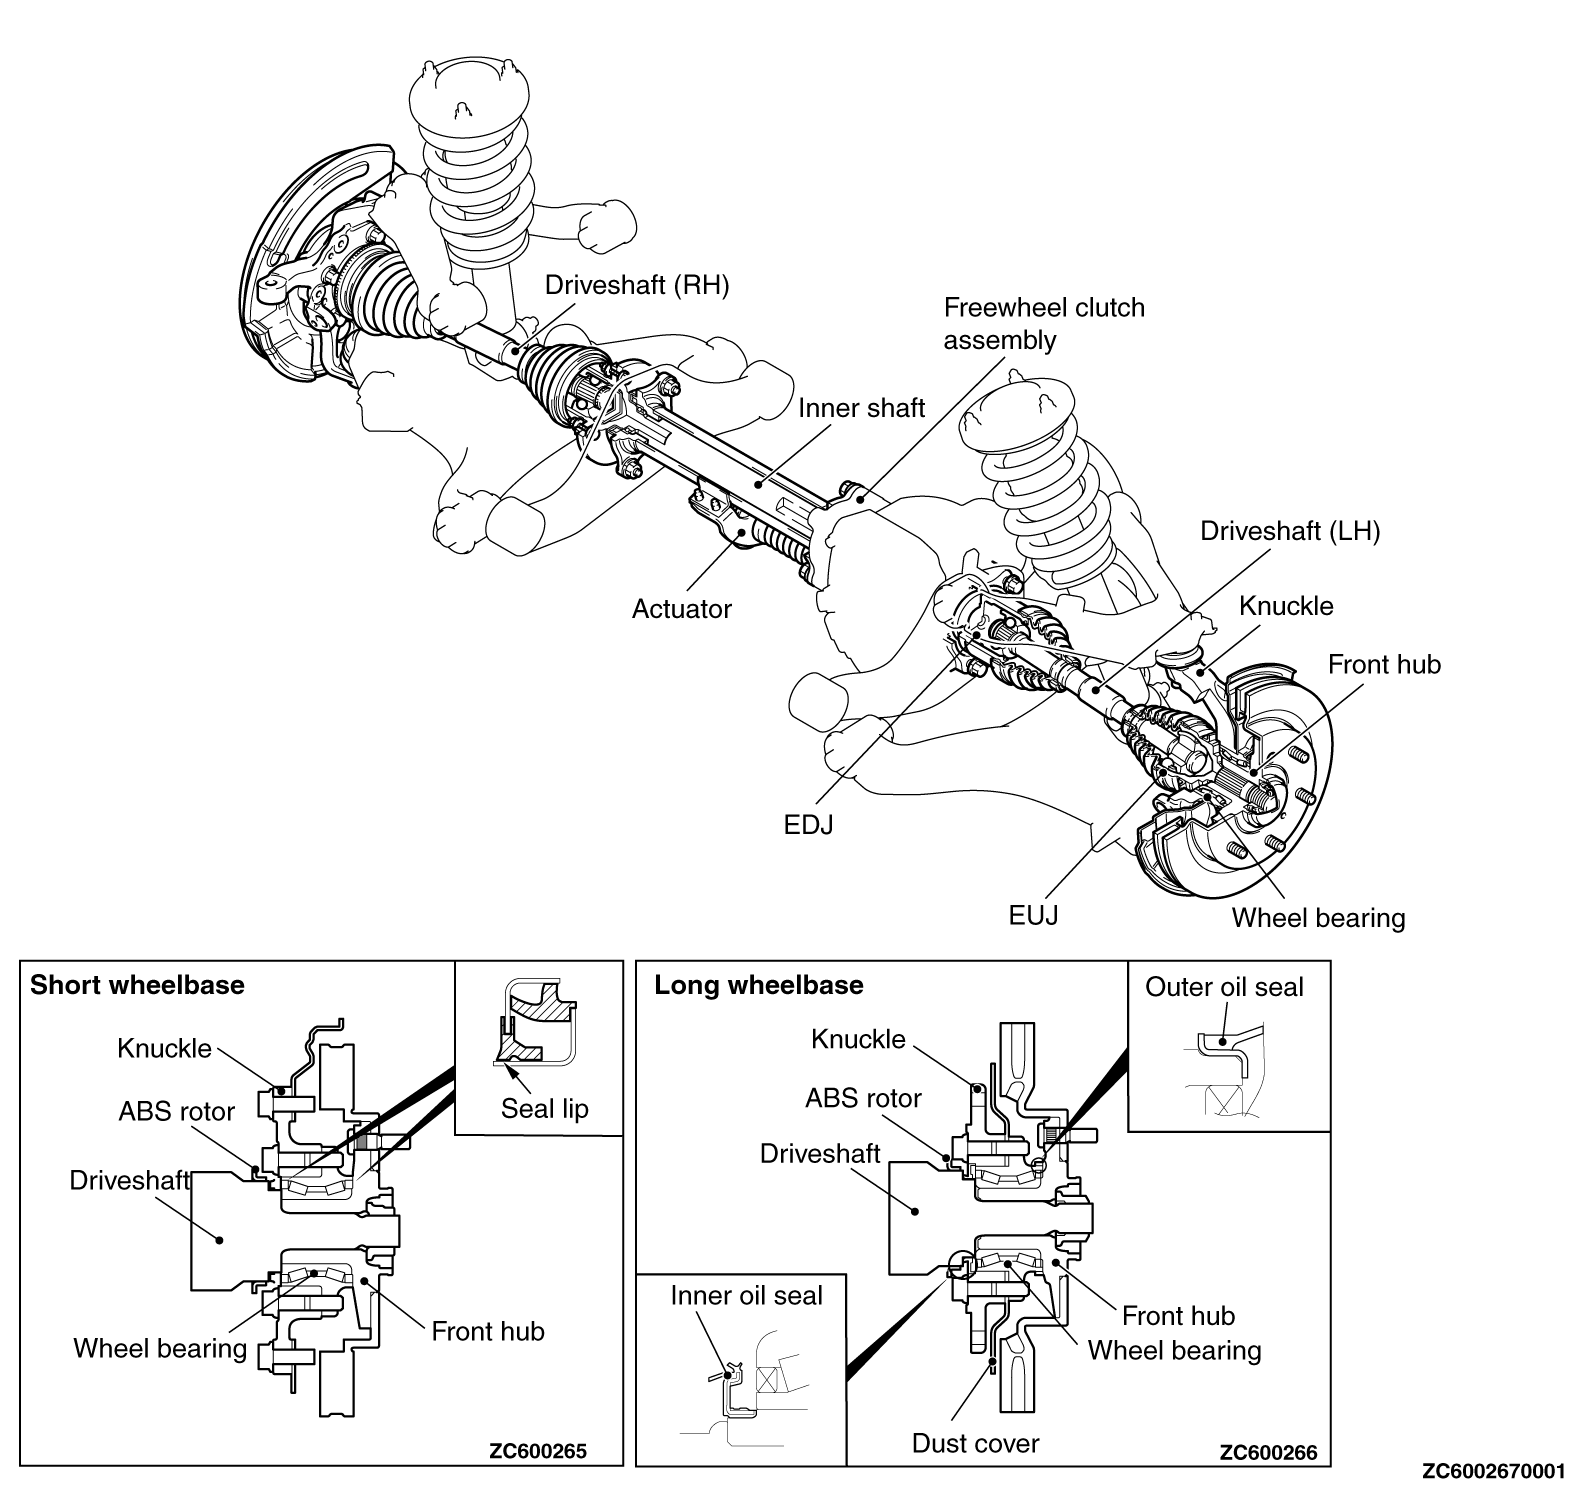 Driveshaft (RH)
Freewheel clutch
assembly
Inner shaft
Driveshaft (LH)
Actuator
Knuckle
Front hub
EDJ
EUJ
Wheel bearing
Short wheelbase
Knuckle
ABS rotor
Seal lip
Driveshaft
Wheel bearing
Front hub
ZC600265
Long wheelbase
Outer oil seal
Knuckle
ABS rotor
Driveshaft
Inner oil seal
Front hub
Wheel bearing
Dust cover
ZC600266
ZC6002670001